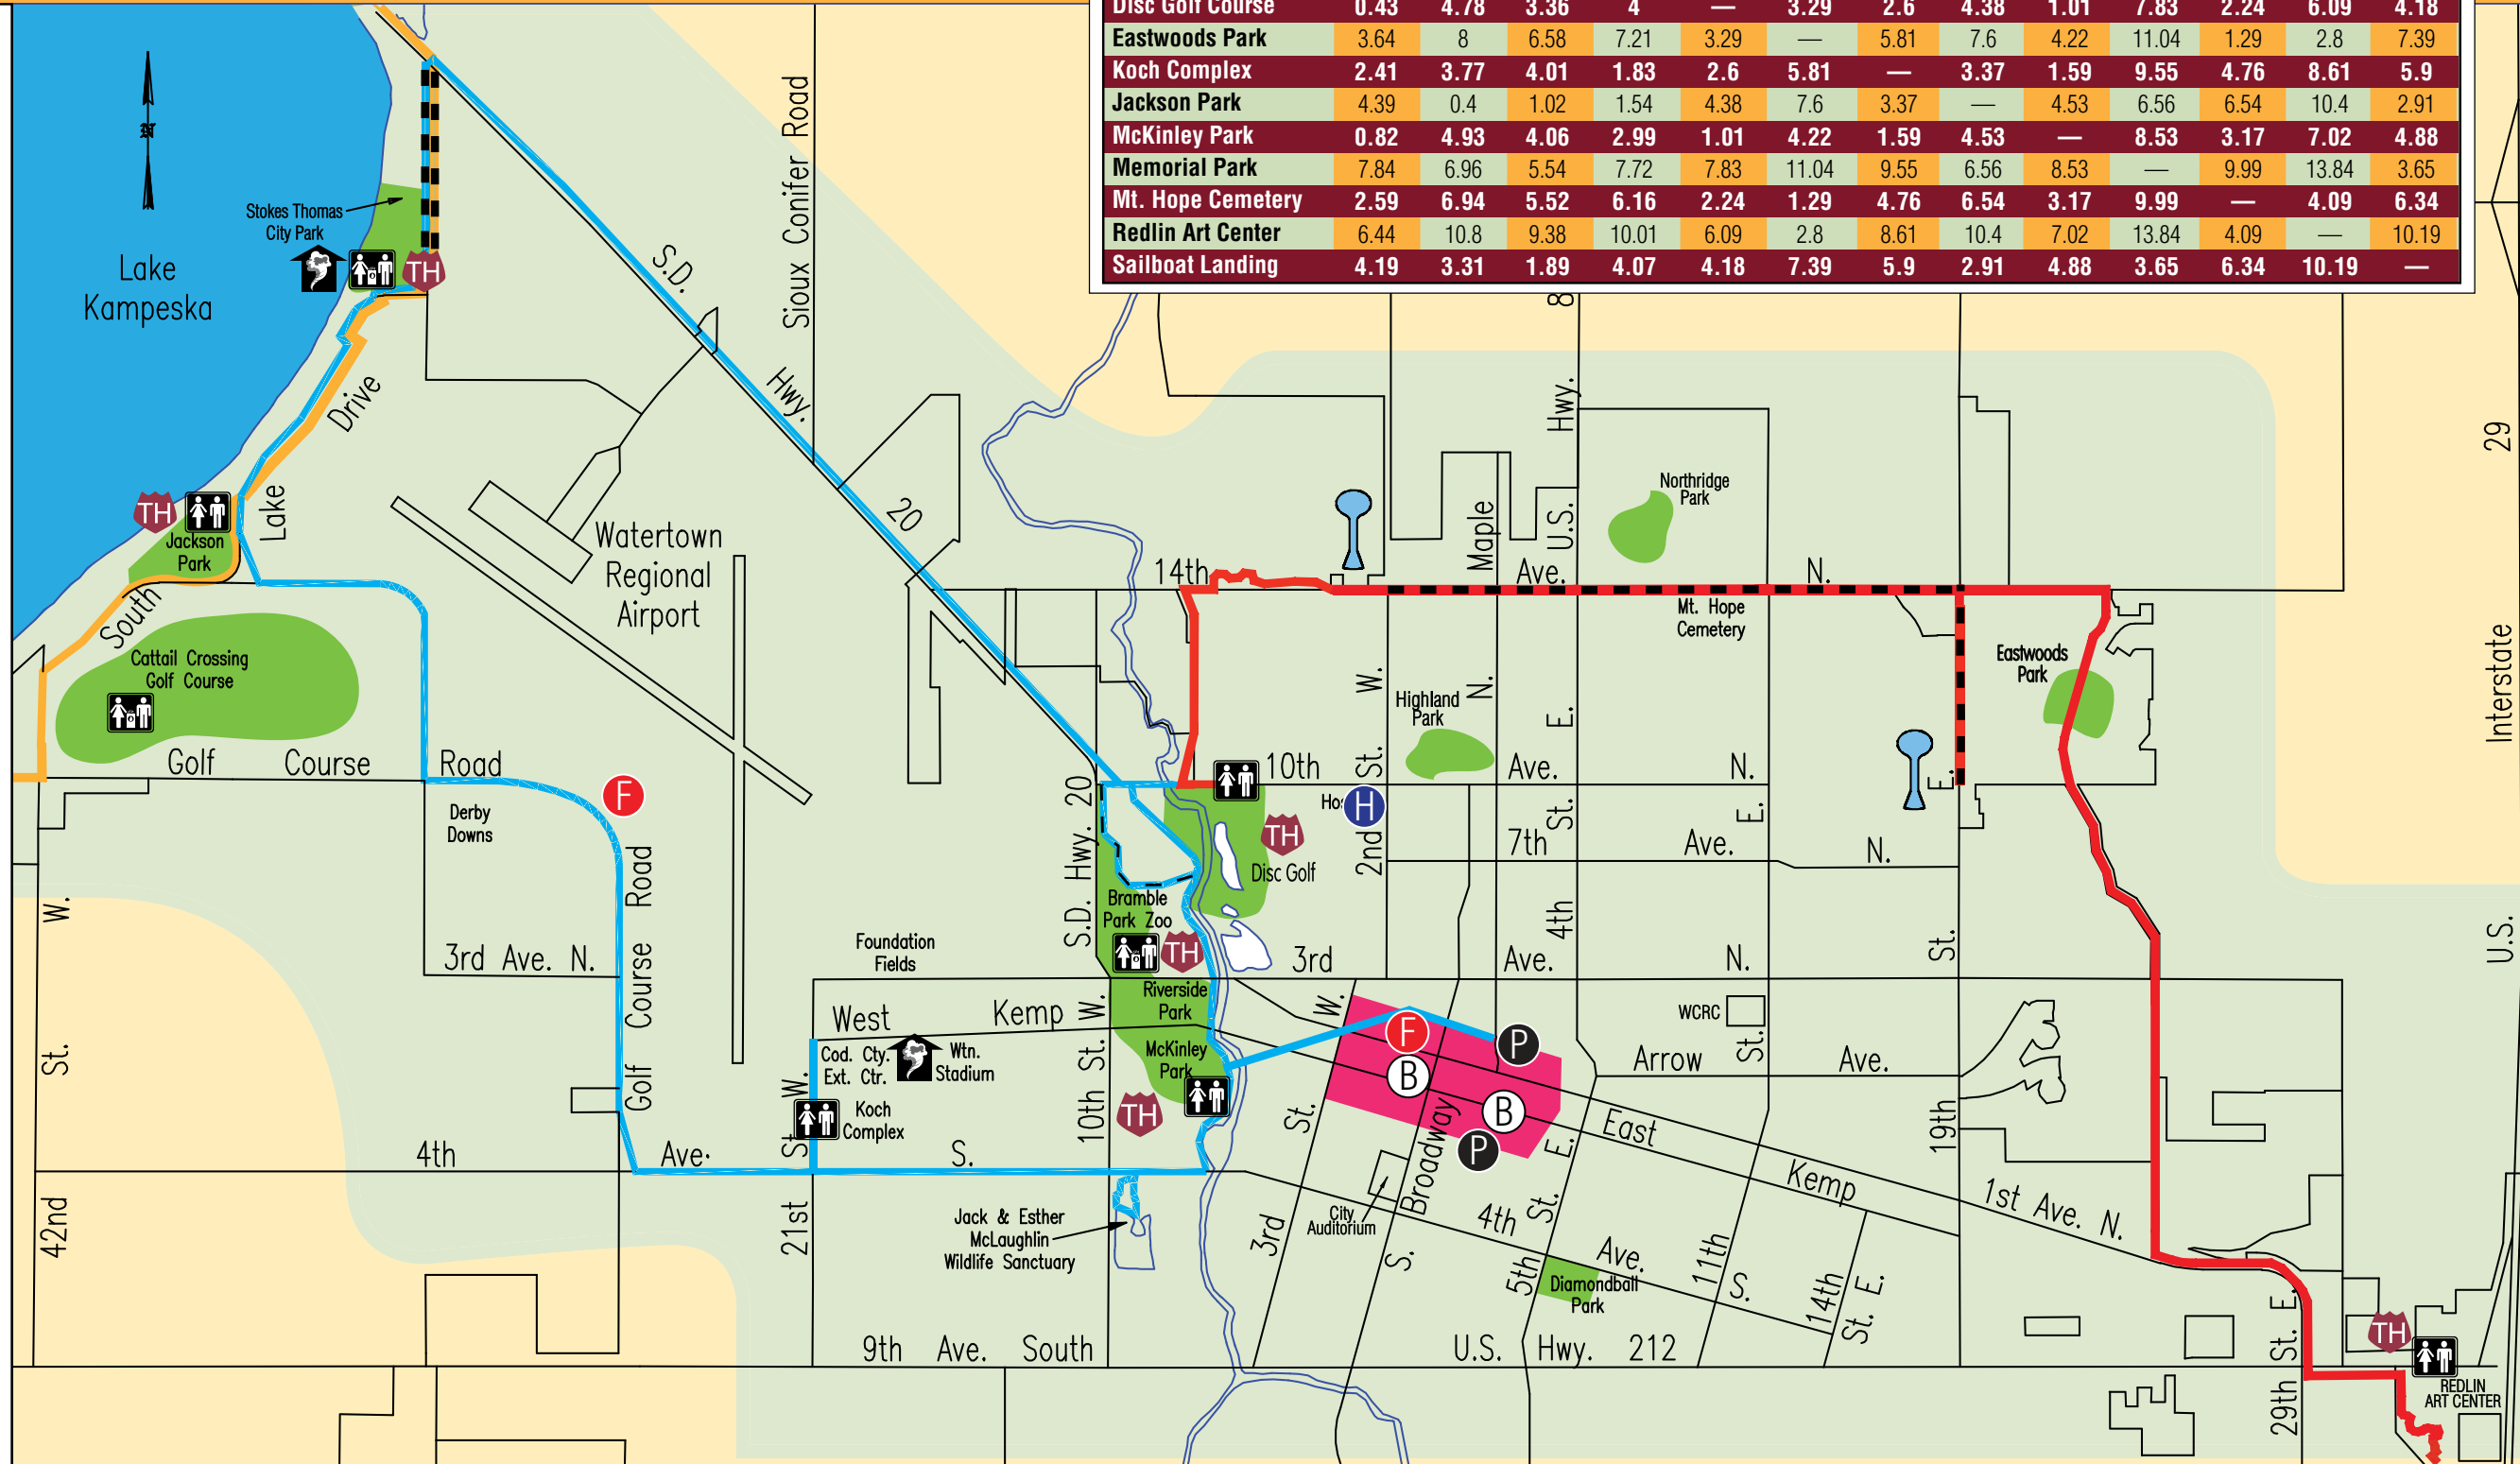 Disc Golf Course 0.43 4.78 3.36 4 — 3.29 2.6 4.38 1.01 7.83 2.24 6.09 4.18
Eastwoods Park 3.64 8 6.58 7.21 3.29 — 5.81 7.6 4.22 11.04 1.29 2.8 7.39
Koch Complex 2.41 3.77 4.01 1.83 2.6 5.81 — 3.37 1.59 9.55 4.76 8.61 5.9
Jackson Park 4.39 0.4 1.02 1.54 4.38 7.6 3.37 — 4.53 6.56 6.54 10.4 2.91
McKinley Park 0.82 4.93 4.06 2.99 1.01 4.22 1.59 4.53 — 8.53 3.17 7.02 4.88
Memorial Park 7.84 6.96 5.54 7.72 7.83 11.04 9.55 6.56 8.53 — 9.99 13.84 3.65
Mt. Hope Cemetery 2.59 6.94 5.52 6.16 2.24 1.29 4.76 6.54 3.17 9.99 — 4.09 6.34
Redlin Art Center 6.44 10.8 9.38 10.01 6.09 2.8 8.61 10.4 7.02 13.84 4.09 — 10.19
Sailboat Landing 4.19 3.31 1.89 4.07 4.18 7.39 5.9 2.91 4.88 3.65 6.34 10.19 —
Stokes Thomas
City Park
TH
Lake
Kampeska
S.D. Hwy. 20
Sioux Conifer Road
South Lake Drive
TH
Jackson
Park
Watertown
Regional
Airport
Cattail Crossing
Golf Course
Golf Course Road
F
Derby
Downs
Golf Course Road
3rd Ave. N.
42nd St. W.
4th Ave. S.
21st St. W.
Foundation
Fields
West Kemp
Cod. Cty.
Ext. Ctr.
Wtn.
Stadium
Koch
Complex
S.D. Hwy. 20
10th St. W.
Bramble
Park Zoo
TH
Riverside
Park
McKinley
Park
TH
Jack & Esther
McLaughlin
Wildlife Sanctuary
9th Ave. South
U.S. Hwy. 212
14th Ave. N.
Maple N.
U.S. Hwy. 8
Northridge
Park
Mt. Hope
Cemetery
Highland
Park
Eastwoods
Park
10th Ave. N.
H
TH
Disc Golf
2nd St. W.
7th Ave. N.
4th St. E.
3rd Ave. N.
WCRC
Arrow Ave.
F
P
B
B
P
3rd St. W.
Broadway S.
City
Auditorium
5th St. E.
4th Ave. S.
Diamondball
Park
11th St. E.
14th St. E.
East Kemp
1st Ave. N.
19th St. E.
29th St. E.
TH
REDLIN
ART CENTER
U.S. Interstate 29